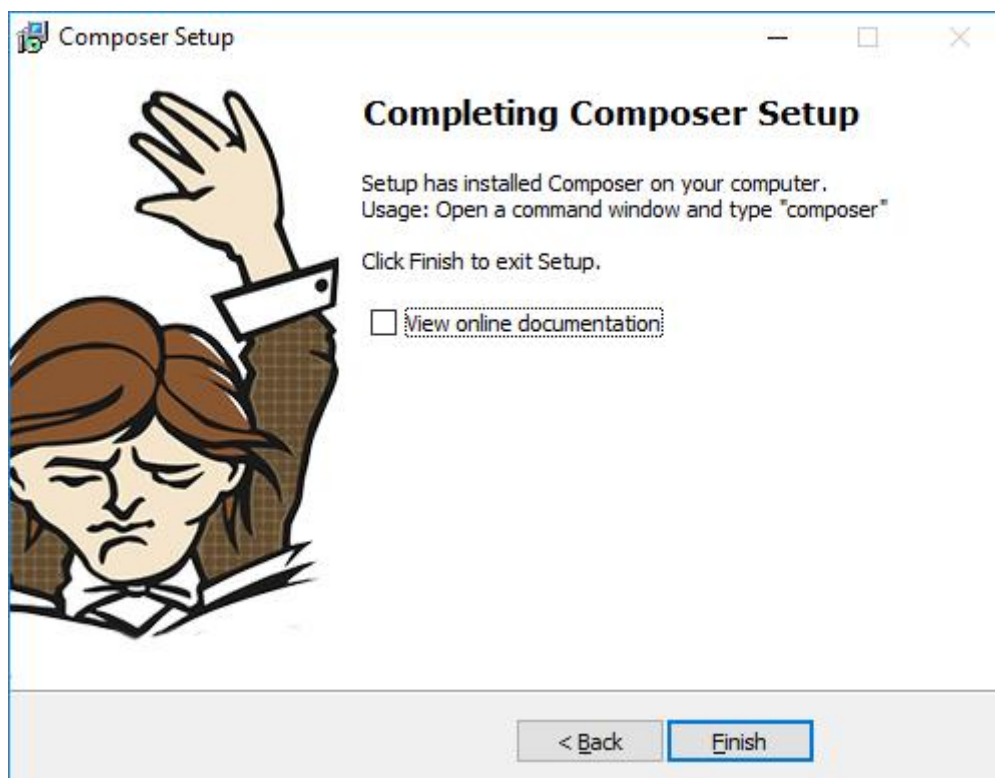 Composer Setup
Completing Composer Setup
Setup has installed Composer on your computer.
Usage: Open a command window and type "composer"
Click Finish to exit Setup.
View online documentation
< Back
Finish